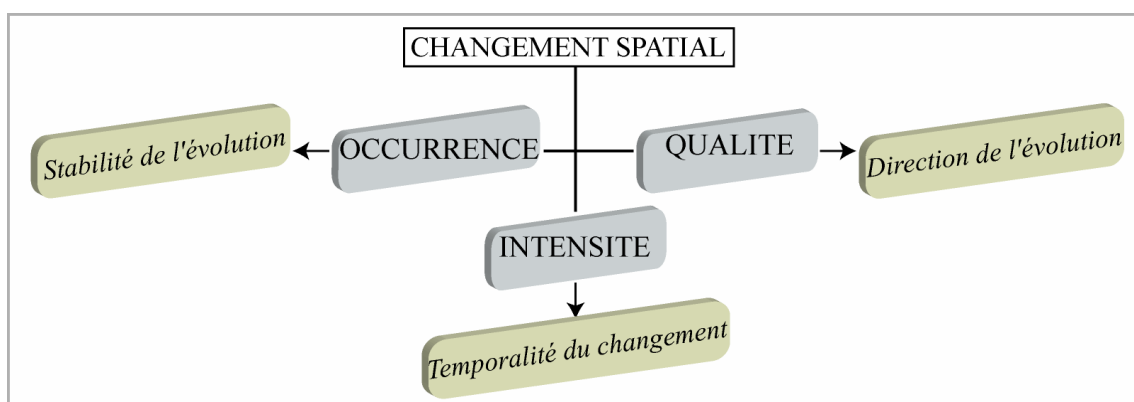 CHANGEMENT SPATIAL
Stabilité de l'évolution
OCCURRENCE
QUALITE
Direction de l'évolution
INTENSITE
Temporalité du changement